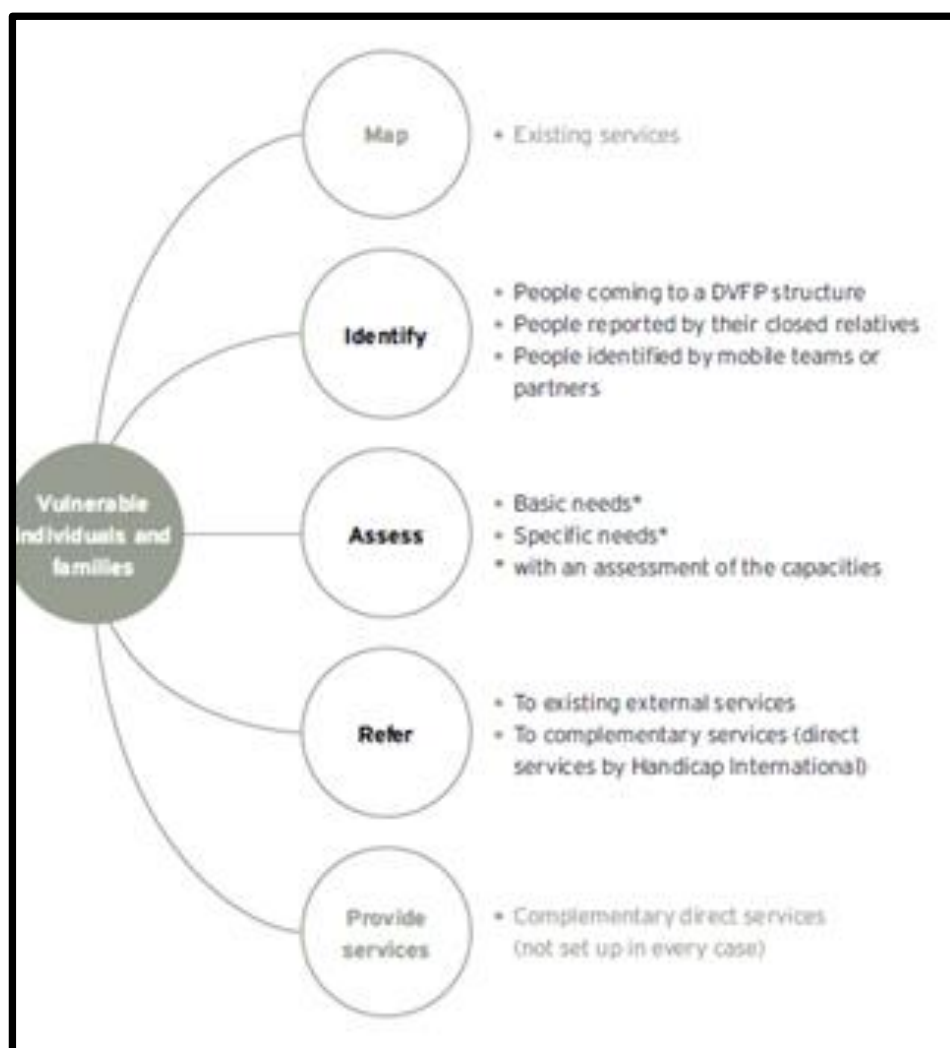 Map
• Existing services
Identify
• People coming to a DVFP structure
• People reported by their closed relatives
• People identified by mobile teams or
partners
Vulnerable
individuals and
families
Assess
• Basic needs*
• Specific needs*
* with an assessment of the capacities
Refer
• To existing external services
• To complementary services (direct
services by Handicap International)
Provide
services
• Complementary direct services
(not set up in every case)